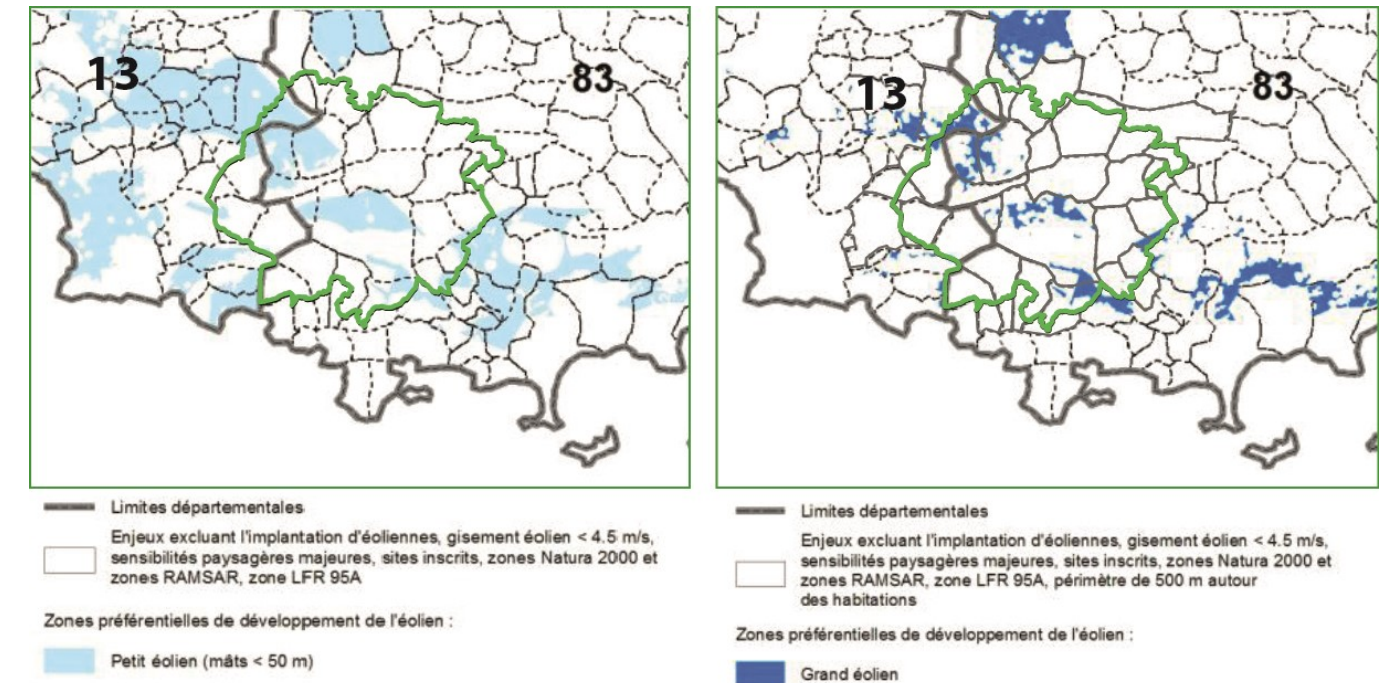 13
83
Limites départementales
Enjeux excluant l'implantation d'éoliennes, gisement éolien < 4.5 m/s,
sensibilités paysagères majeures, sites inscrits, zones Natura 2000 et
zones RAMSAR, zone LFR 95A
Zones préférentielles de développement de l'éolien :
Petit éolien (mâts < 50 m)
13
83
Limites départementales
Enjeux excluant l'implantation d'éoliennes, gisement éolien < 4.5 m/s,
sensibilités paysagères majeures, sites inscrits, zones Natura 2000 et
zones RAMSAR, zone LFR 95A, périmètre de 500 m autour
des habitations
Zones préférentielles de développement de l'éolien :
Grand éolien